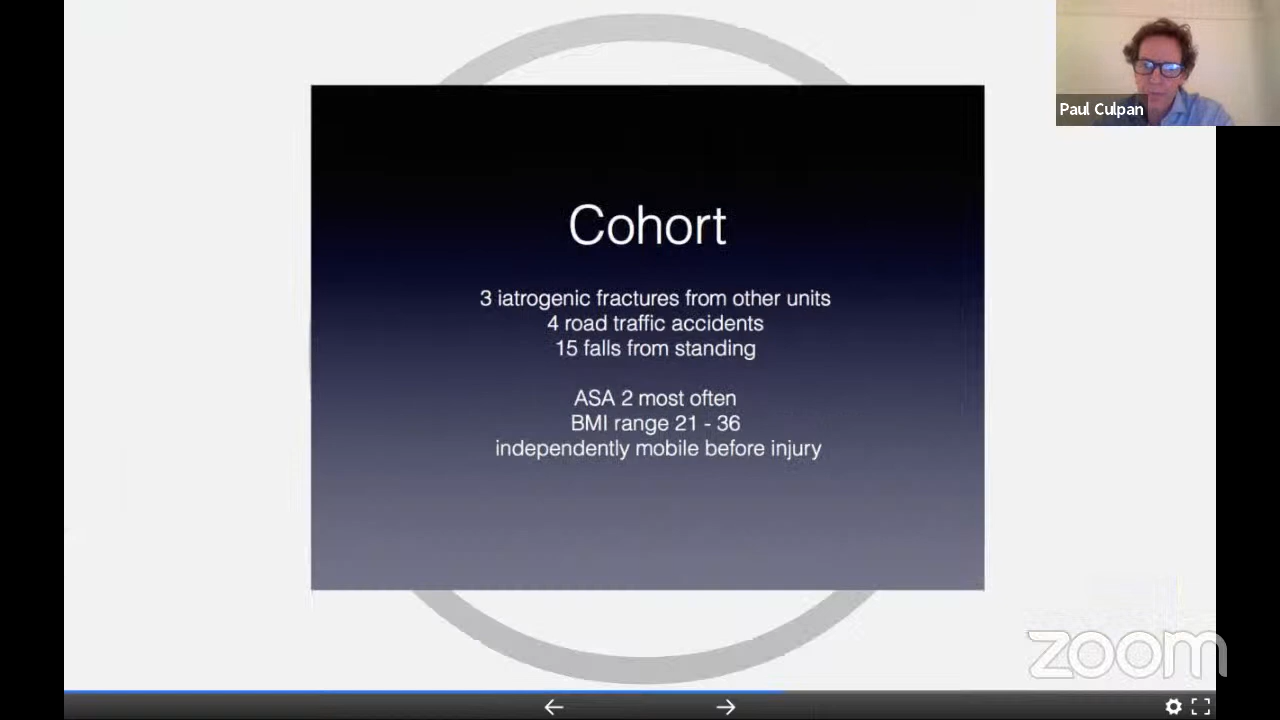 Cohort
3 iatrogenic fractures from other units
4 road traffic accidents
15 falls from standing
ASA 2 most often
BMI range 21 - 36
independently mobile before injury
Paul Culpan
zoom